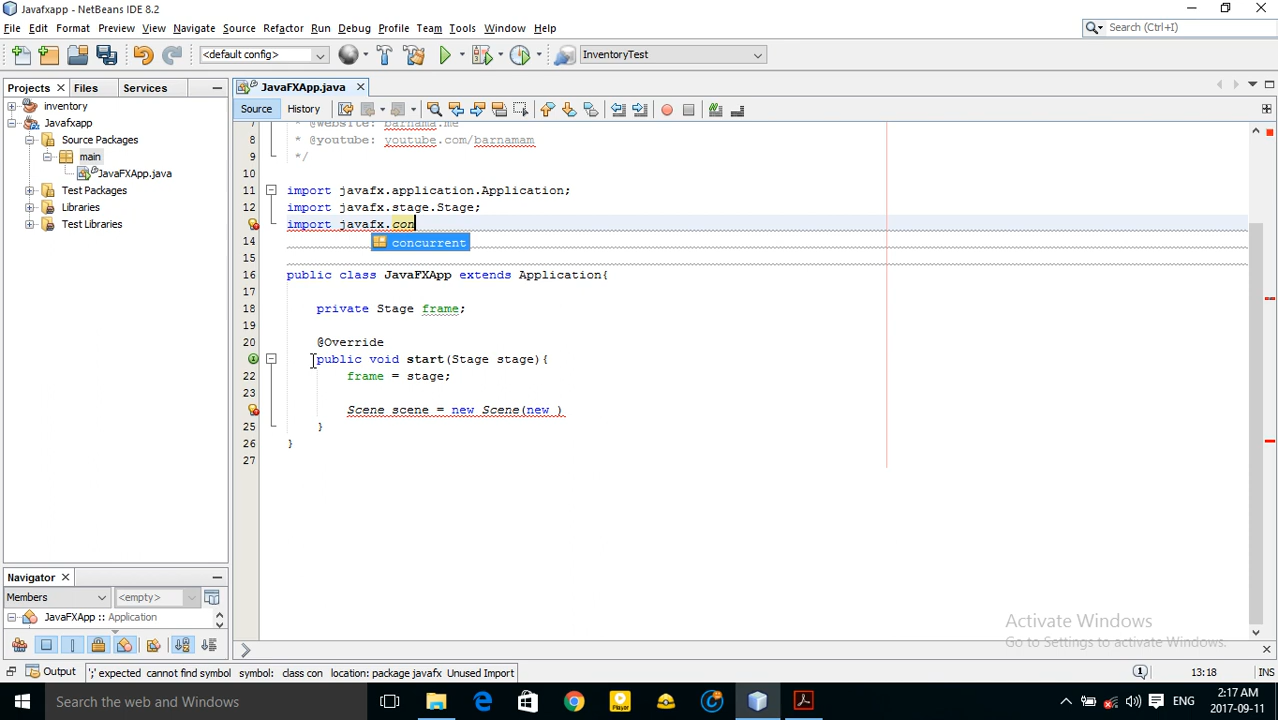 Javafxapp - NetBeans IDE 8.2
File Edit Format Preview View Navigate Source Refactor Run Debug Profile Team Tools Window Help
Search (Ctrl+I)
<default config>
InventoryTest
Projects Files Services
JavaFXApp.java
inventory
Javafxapp
Source Packages
main
JavaFXApp.java
Test Packages
Libraries
Test Libraries
Source History
* @website: barnama.me
8 * @youtube: youtube.com/barnamam
9 */
10
11 import javafx.application.Application;
12 import javafx.stage.Stage;
import javafx.con
concurrent
14
15
16 public class JavaFXApp extends Application{
17
18 private Stage frame;
19
20 @Override
public void start(Stage stage){
22 frame = stage;
23
Scene scene = new Scene(new )
25 }
26 }
27
Navigator
Members
<empty>
JavaFXApp :: Application
Activate Windows
Go to Settings to activate Windows.
Output
';' expected cannot find symbol symbol: class con location: package javafx Unused Import
1
13:18
INS
Search the web and Windows
Player
ENG
2:17 AM
2017-09-11